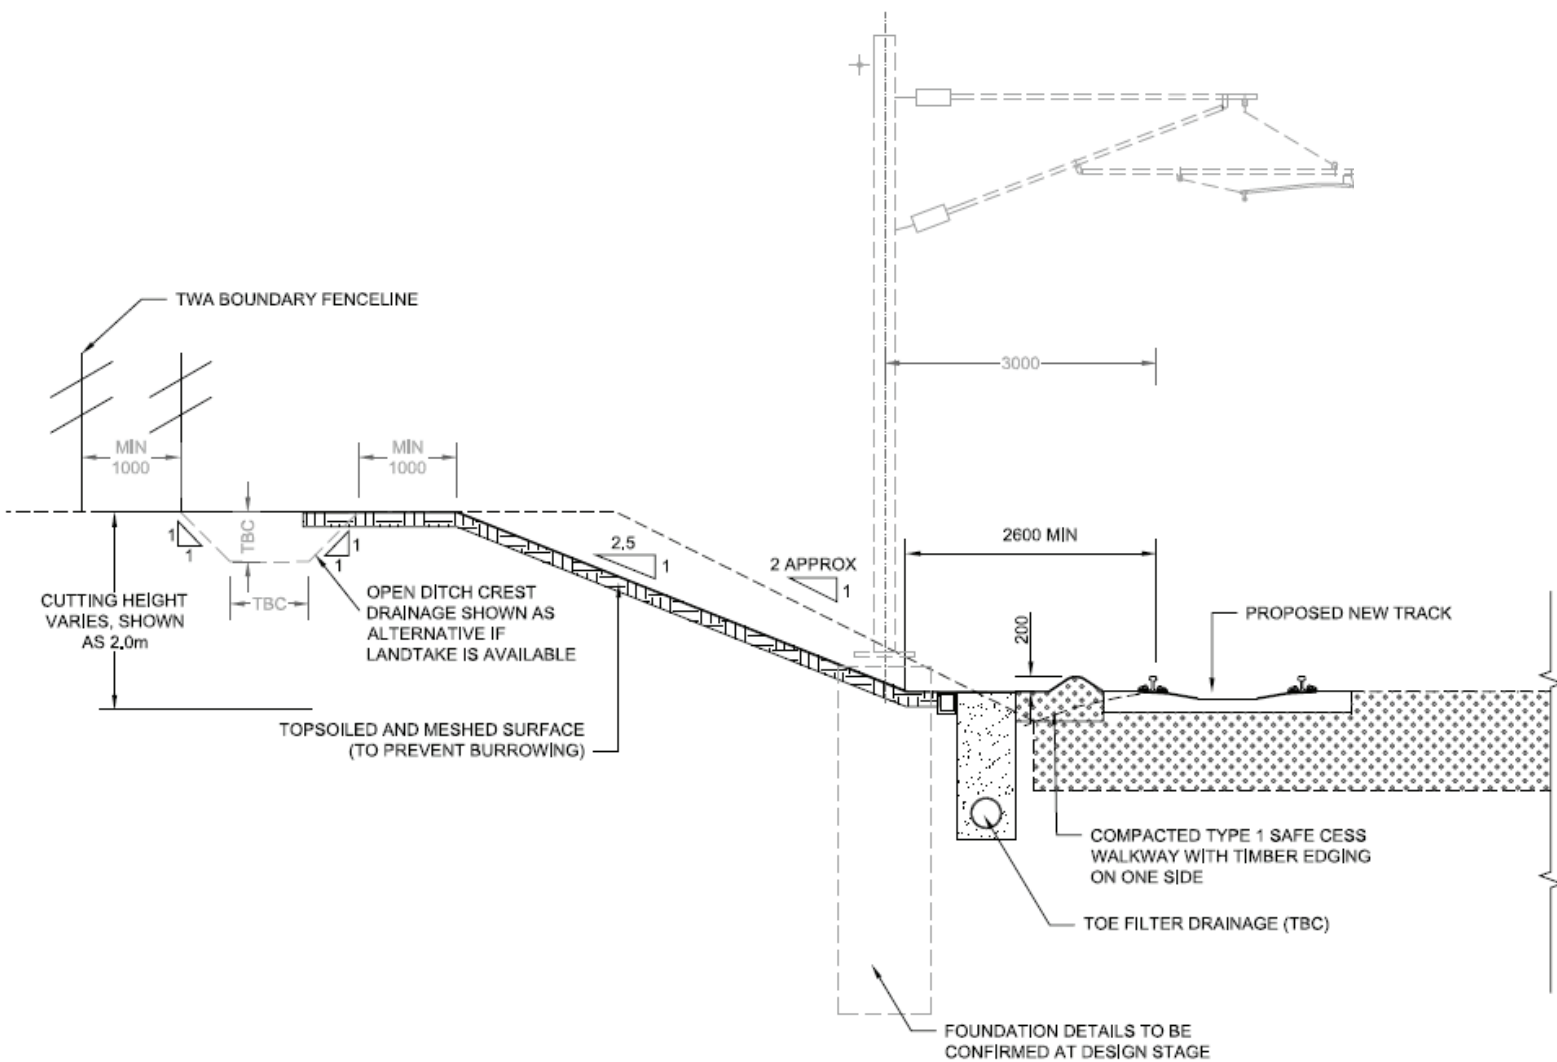 TWA BOUNDARY FENCELINE
3000
MIN
1000
MIN
1000
1
1
TBC
TBC
1
1
2.5
1
2 APPROX
1
2600 MIN
200
PROPOSED NEW TRACK
CUTTING HEIGHT
VARIES, SHOWN
AS 2.0m
OPEN DITCH CREST
DRAINAGE SHOWN AS
ALTERNATIVE IF
LANDTAKE IS AVAILABLE
TOPSOILED AND MESHED SURFACE
(TO PREVENT BURROWING)
COMPACTED TYPE 1 SAFE CESS
WALKWAY WITH TIMBER EDGING
ON ONE SIDE
TOE FILTER DRAINAGE (TBC)
FOUNDATION DETAILS TO BE
CONFIRMED AT DESIGN STAGE